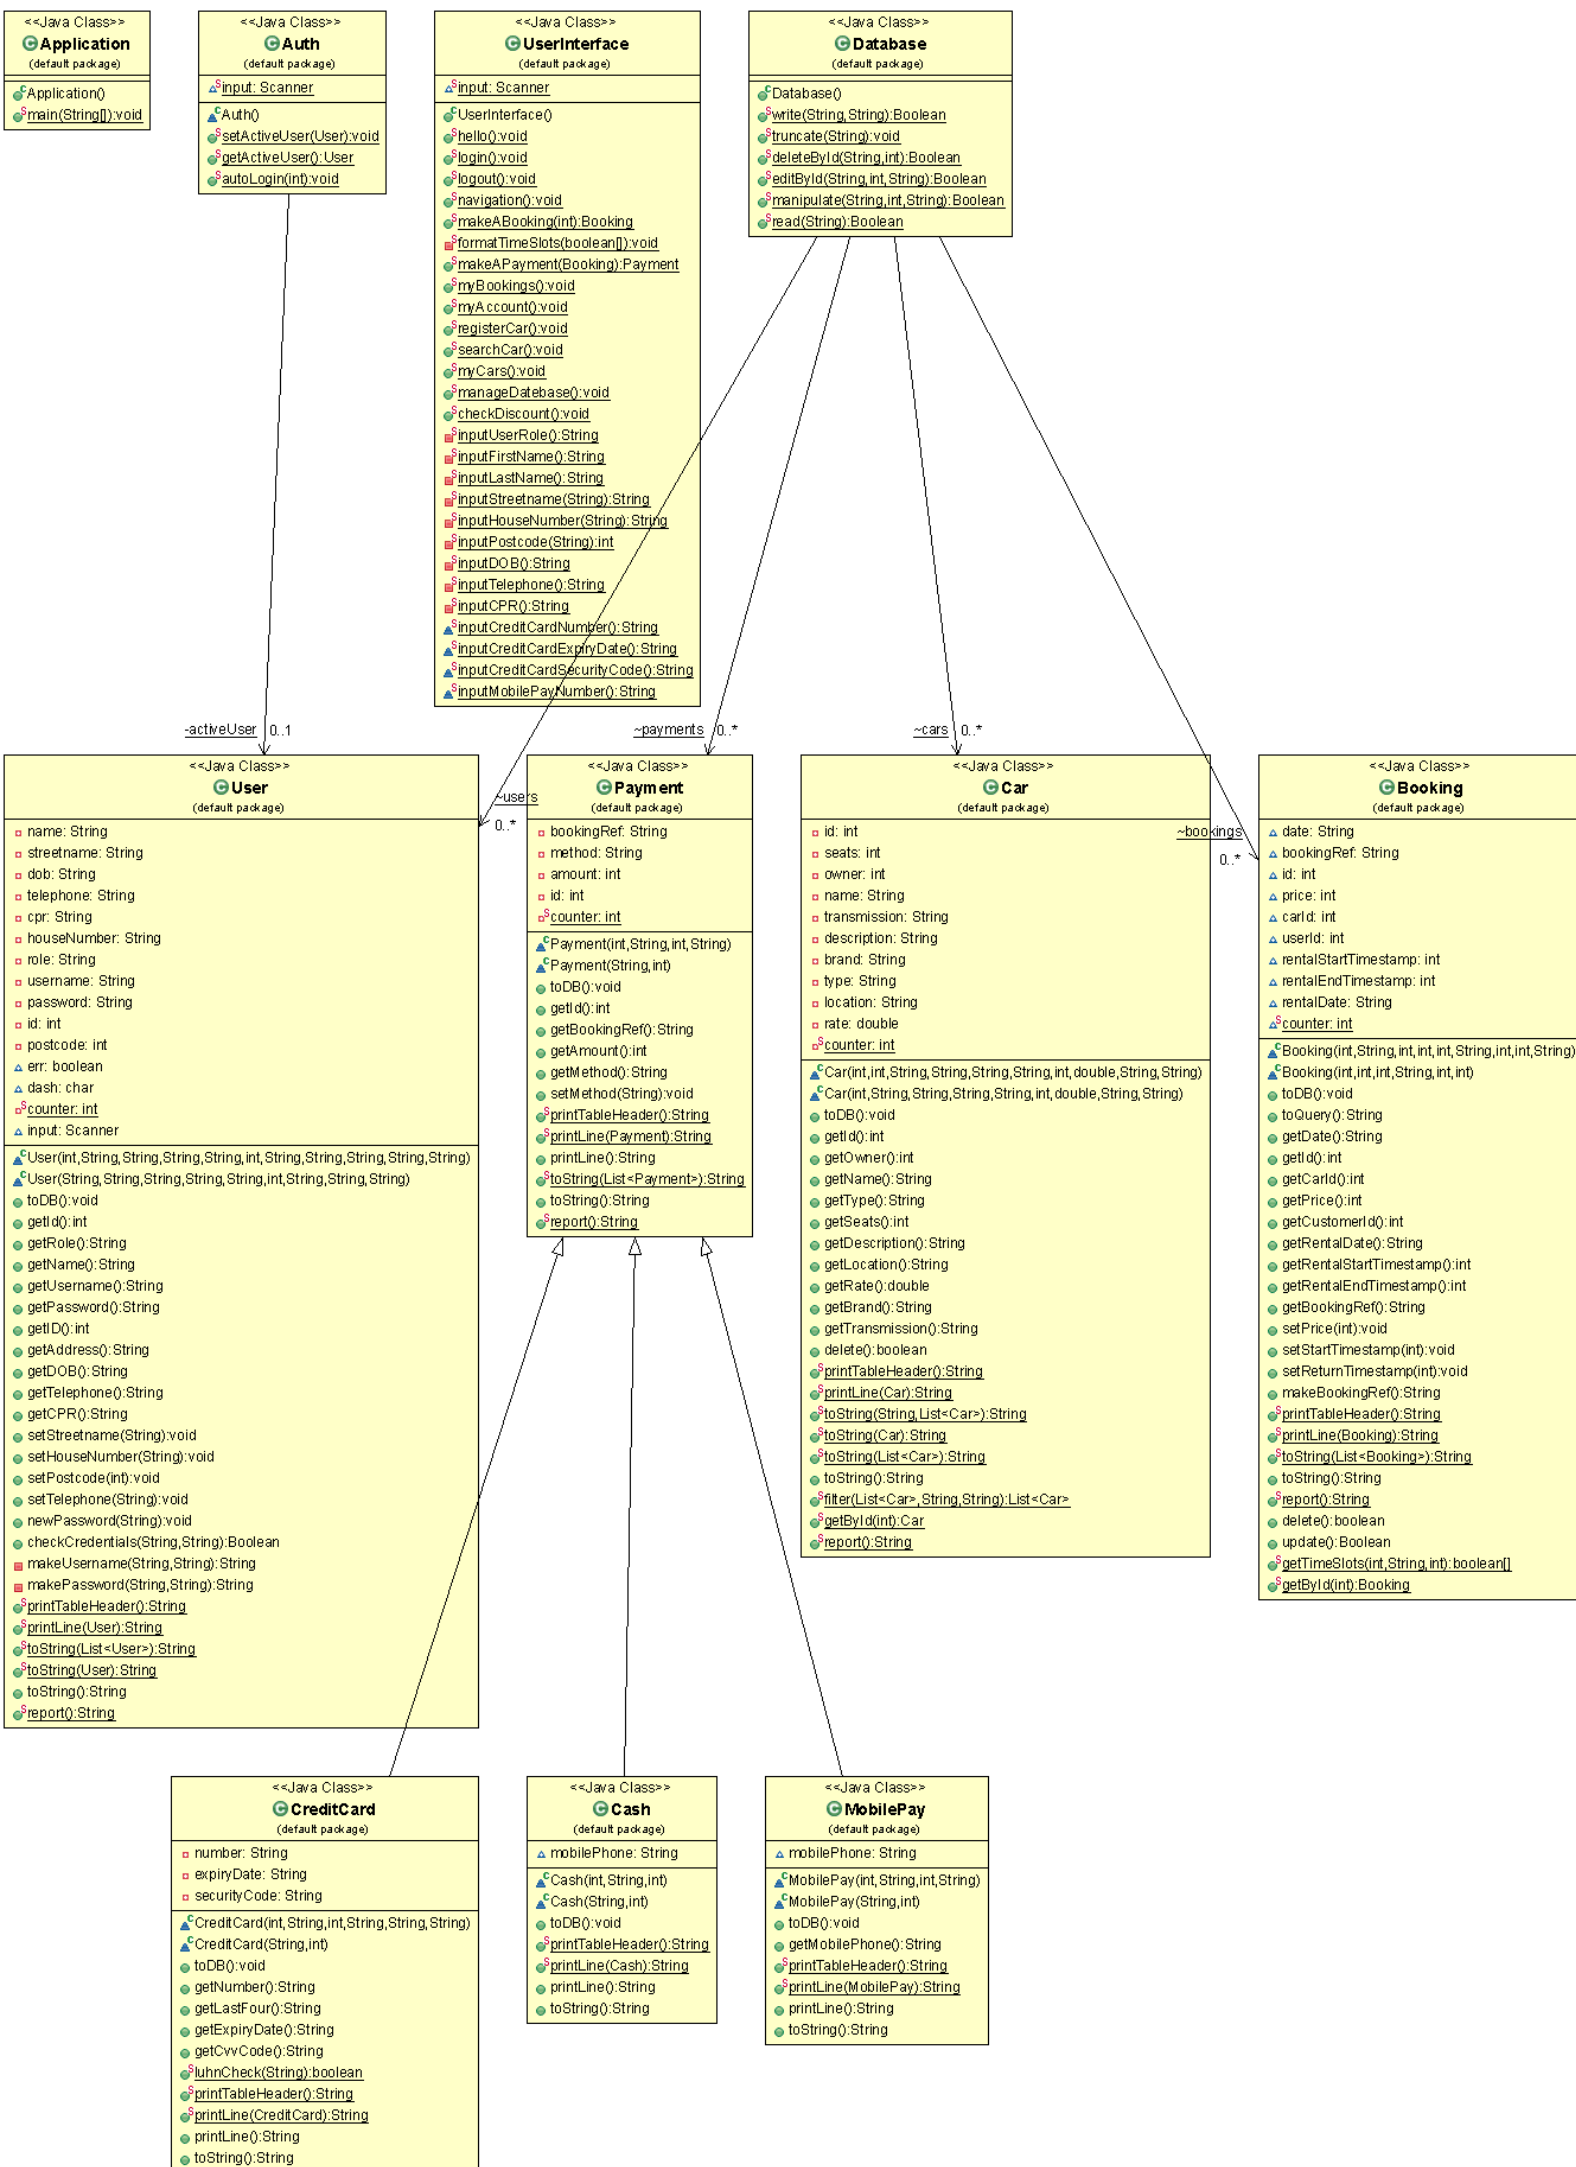 <<Java Class>>
Application
(default package)
Application()
main(String[]):void
<<Java Class>>
Auth
(default package)
input: Scanner
Auth()
setActiveUser(User):void
getActiveUser():User
autoLogin(int):void
<<Java Class>>
UserInterface
(default package)
input: Scanner
UserInterface()
hello():void
login():void
logout():void
navigation():void
makeABooking(int):Booking
formatTimeSlots(boolean[]):void
makeAPayment(Booking):Payment
myBookings():void
myAccount():void
registerCar():void
searchCar():void
myCars():void
manageDatebase():void
checkDiscount():void
inputUserRole():String
inputFirstName():String
inputLastName():String
inputStreetname(String):String
inputHouseNumber(String):String
inputPostcode(String):int
inputDOB():String
inputTelephone():String
inputCPR():String
inputCreditCardNumber():String
inputCreditCardExpiryDate():String
inputCreditCardSecurityCode():String
inputMobilePayNumber():String
<<Java Class>>
Database
(default package)
Database()
write(String,String):Boolean
truncate(String):void
deleteById(String,int):Boolean
editById(String,int,String):Boolean
manipulate(String,int,String):Boolean
read(String):Boolean
-activeUser 0..1
~payments 0..*
~cars 0..*
~users
0..*
~bookings
0..*
<<Java Class>>
User
(default package)
name: String
streetname: String
dob: String
telephone: String
cpr: String
houseNumber: String
role: String
username: String
password: String
id: int
postcode: int
err: boolean
dash: char
counter: int
input: Scanner
User(int,String,String,String,String,int,String,String,String,String,String)
User(String,String,String,String,String,int,String,String,String)
toDB():void
getId():int
getRole():String
getName():String
getUsername():String
getPassword():String
getID():int
getAddress():String
getDOB():String
getTelephone():String
getCPR():String
setStreetname(String):void
setHouseNumber(String):void
setPostcode(int):void
setTelephone(String):void
newPassword(String):void
checkCredentials(String,String):Boolean
makeUsername(String,String):String
makePassword(String,String):String
printTableHeader():String
printLine(User):String
toString(List<User>):String
toString(User):String
toString():String
report():String
<<Java Class>>
Payment
(default package)
bookingRef: String
method: String
amount: int
id: int
counter: int
Payment(int,String,int,String)
Payment(String,int)
toDB():void
getId():int
getBookingRef():String
getAmount():int
getMethod():String
setMethod(String):void
printTableHeader():String
printLine(Payment):String
printLine():String
toString(List<Payment>):String
toString():String
report():String
<<Java Class>>
Car
(default package)
id: int
seats: int
owner: int
name: String
transmission: String
description: String
brand: String
type: String
location: String
rate: double
counter: int
Car(int,int,String,String,String,String,int,double,String,String)
Car(int,String,String,String,String,int,double,String,String)
toDB():void
getId():int
getOwner():int
getName():String
getType():String
getSeats():int
getDescription():String
getLocation():String
getRate():double
getBrand():String
getTransmission():String
delete():boolean
printTableHeader():String
printLine(Car):String
toString(String,List<Car>):String
toString(Car):String
toString(List<Car>):String
toString():String
filter(List<Car>,String,String):List<Car>
getById(int):Car
report():String
<<Java Class>>
Booking
(default package)
date: String
bookingRef: String
id: int
price: int
carId: int
userId: int
rentalStartTimestamp: int
rentalEndTimestamp: int
rentalDate: String
counter: int
Booking(int,String,int,int,int,String,int,int,String)
Booking(int,int,int,String,int,int)
toDB():void
toQuery():String
getDate():String
getId():int
getCarId():int
getPrice():int
getCustomerId():int
getRentalDate():String
getRentalStartTimestamp():int
getRentalEndTimestamp():int
getBookingRef():String
setPrice(int):void
setStartTimestamp(int):void
setReturnTimestamp(int):void
makeBookingRef():String
printTableHeader():String
printLine(Booking):String
toString(List<Booking>):String
toString():String
report():String
delete():boolean
update():Boolean
getTimeSlots(int,String,int):boolean[]
getById(int):Booking
<<Java Class>>
CreditCard
(default package)
number: String
expiryDate: String
securityCode: String
CreditCard(int,String,int,String,String,String)
CreditCard(String,int)
toDB():void
getNumber():String
getLastFour():String
getExpiryDate():String
getCvvCode():String
luhnCheck(String):boolean
printTableHeader():String
printLine(CreditCard):String
printLine():String
toString():String
<<Java Class>>
Cash
(default package)
mobilePhone: String
Cash(int,String,int)
Cash(String,int)
toDB():void
printTableHeader():String
printLine(Cash):String
printLine():String
toString():String
<<Java Class>>
MobilePay
(default package)
mobilePhone: String
MobilePay(int,String,int,String)
MobilePay(String,int)
toDB():void
getMobilePhone():String
printTableHeader():String
printLine(MobilePay):String
printLine():String
toString():String